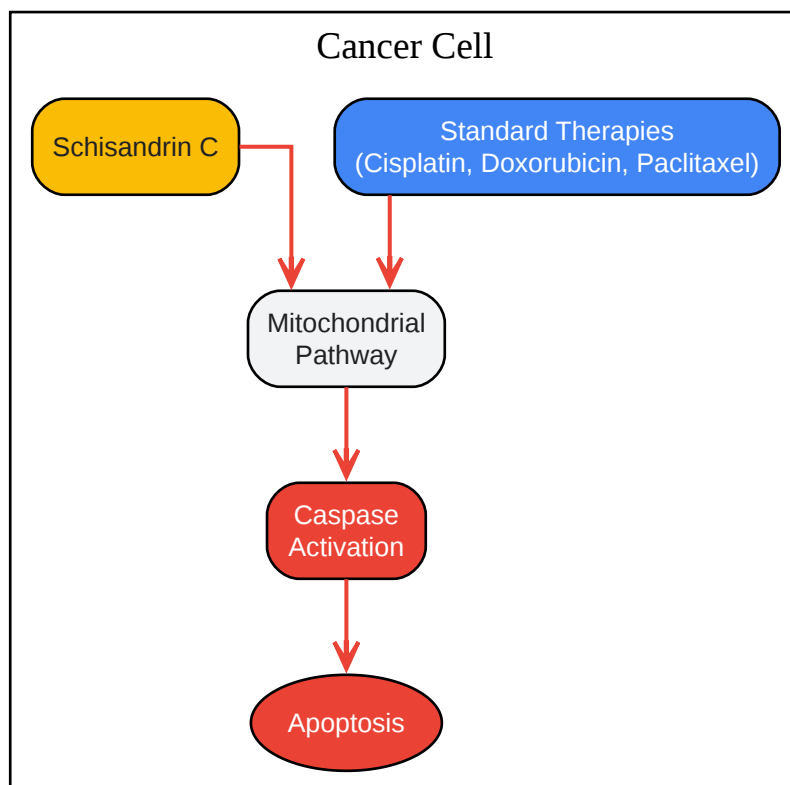 Cancer Cell
Schisandrin C
Standard Therapies
(Cisplatin, Doxorubicin, Paclitaxel)
Mitochondrial
Pathway
Caspase
Activation
Apoptosis